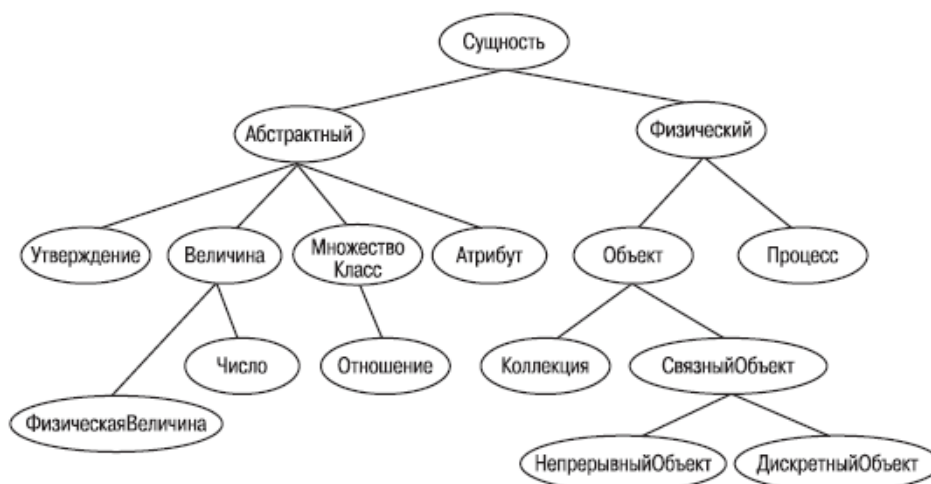 Сущность
Абстрактный
Физический
Утверждение
Величина
Множество
Класс
Атрибут
Объект
Процесс
Число
Отношение
Коллекция
СвязныйОбъект
ФизическаяВеличина
НепрерывныйОбъект
ДискретныйОбъект